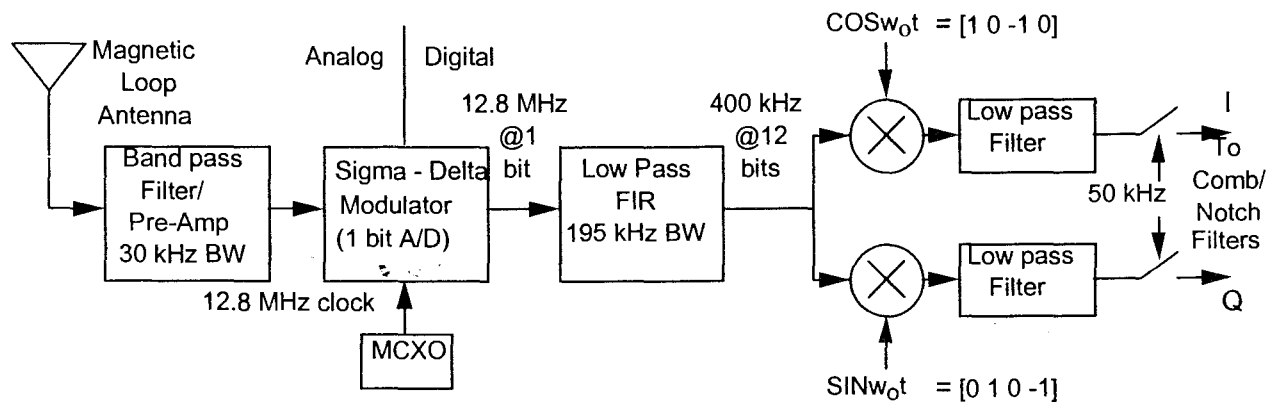 Magnetic
Loop
Antenna
Band pass
Filter/
Pre-Amp
30 kHz BW
Analog
Digital
Sigma - Delta
Modulator
(1 bit A/D)
12.8 MHz clock
MCXO
12.8 MHz
@1
bit
Low Pass
FIR
195 kHz BW
400 kHz
@12
bits
COSwot = [1 0 -1 0]
Low pass
Filter
SINwot = [0 1 0 -1]
Low pass
Filter
50 kHz
I
To
Comb/
Notch
Filters
Q